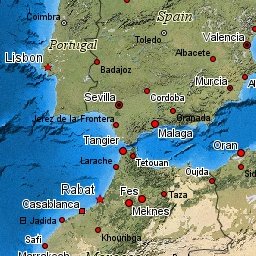 Coimbra
Spain
Toledo
Portugal
Valencia
Lisbon
Albacete
Badajoz
Murcia
Sevilla
Cordoba
Jerez de la Frontera
Granada
Malaga
Tangier
Oran
Tetouan
Larache
Oujda
Rabat
Fes
Taza
Casablanca
Meknes
El Jadida
Khouribga
Safi
Marrakech